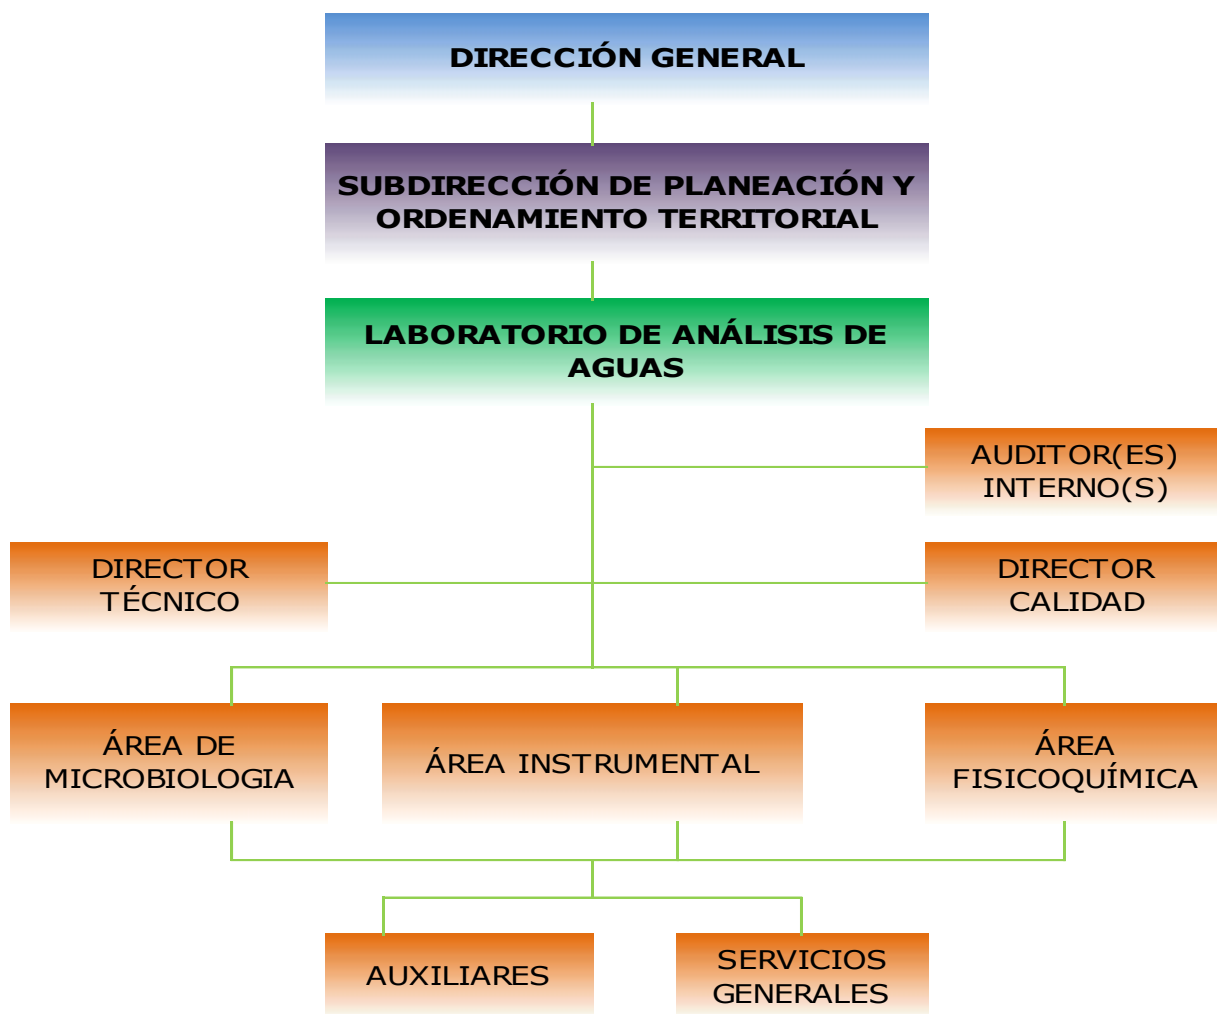 DIRECCIÓN GENERAL
SUBDIRECCIÓN DE PLANEACIÓN Y
ORDENAMIENTO TERRITORIAL
LABORATORIO DE ANÁLISIS DE
AGUAS
AUDITOR(ES)
INTERNO(S)
DIRECTOR
TÉCNICO
DIRECTOR
CALIDAD
ÁREA DE
MICROBIOLOGIA
ÁREA INSTRUMENTAL
ÁREA
FISICOQUÍMICA
AUXILIARES
SERVICIOS
GENERALES